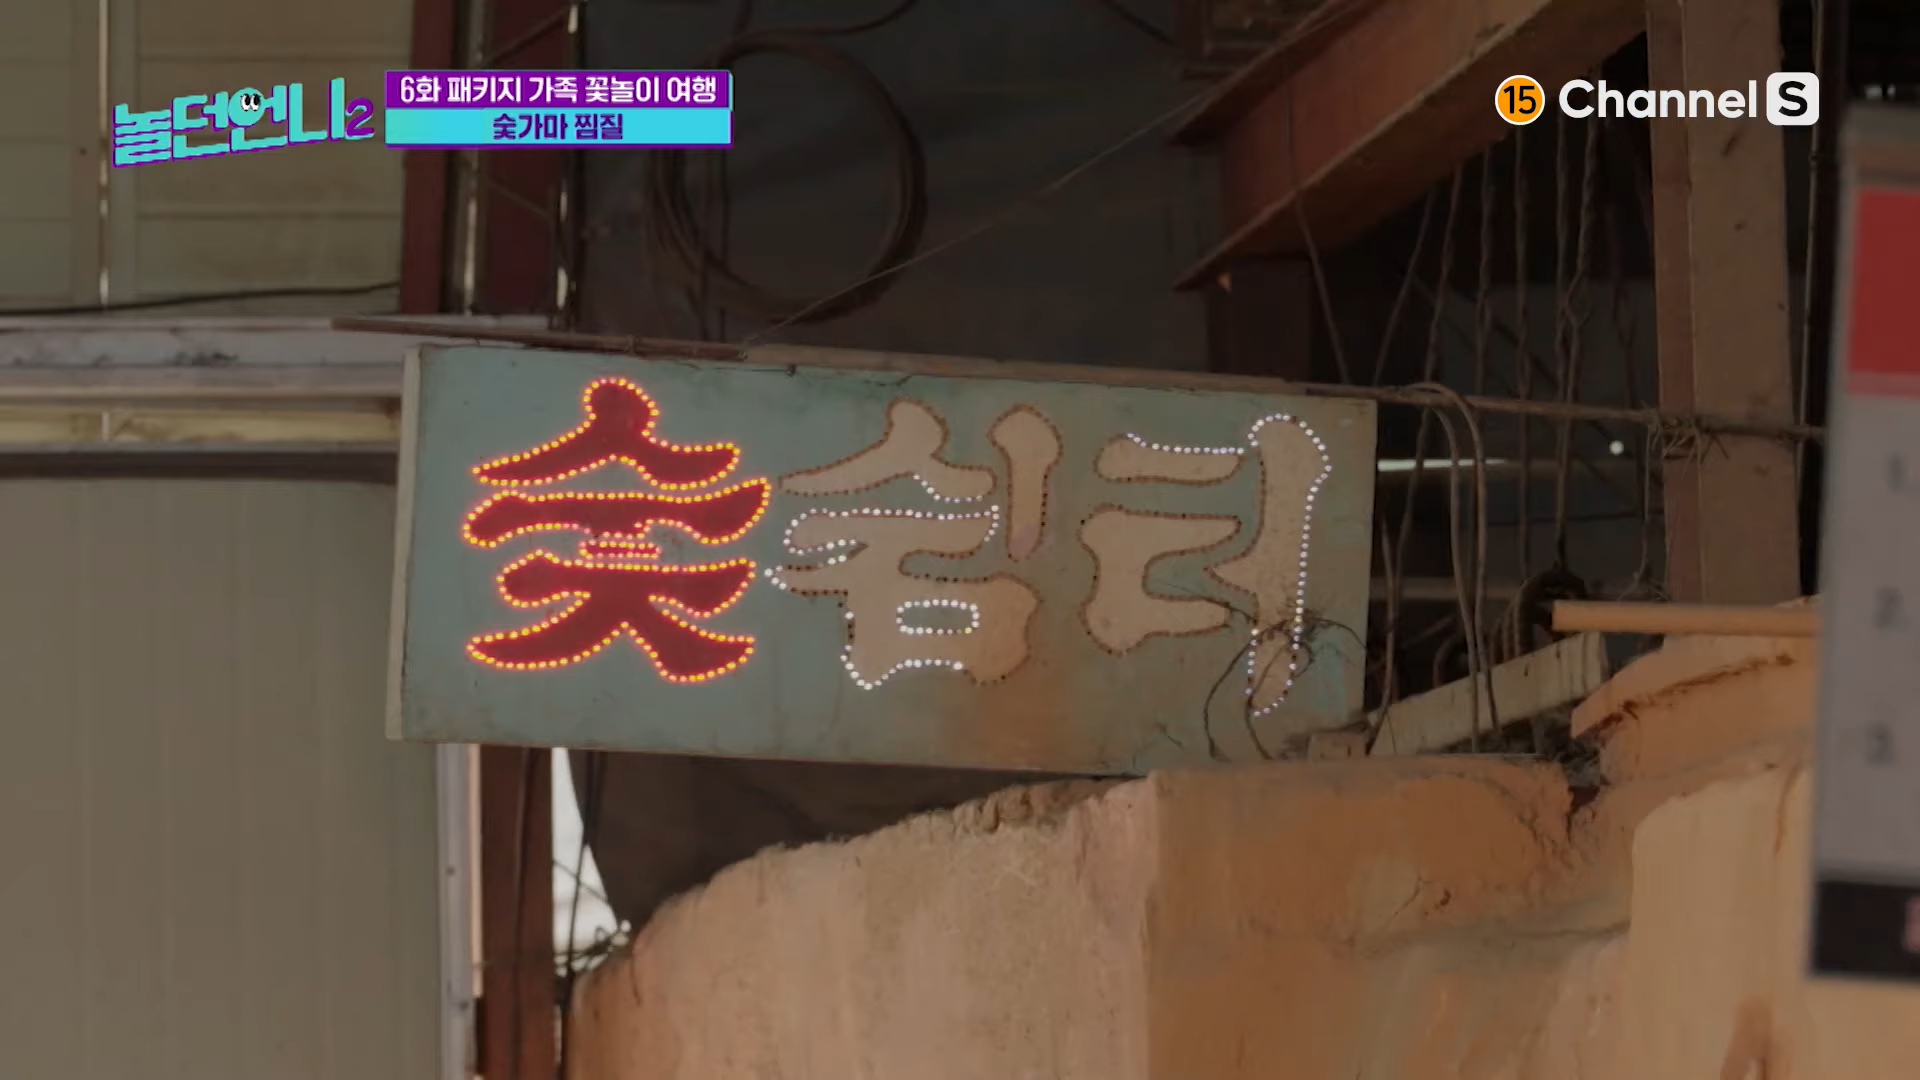 놀던언니2
6화 패키지 가족 꽃놀이 여행
숯가마 찜질
15 Channel S
숯쉼터